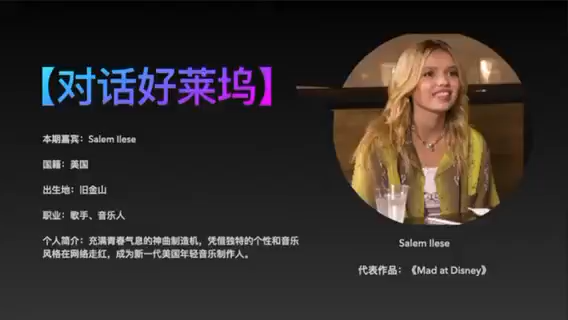 【对话好莱坞】
本期嘉宾：Salem Ilese
国籍：美国
出生地：旧金山
职业：歌手、音乐人
个人简介：充满青春气息的神曲制造机，凭借独特的个性和音乐
风格在网络走红，成为新一代美国年轻音乐制作人。
Salem Ilese
代表作品：《Mad at Disney》